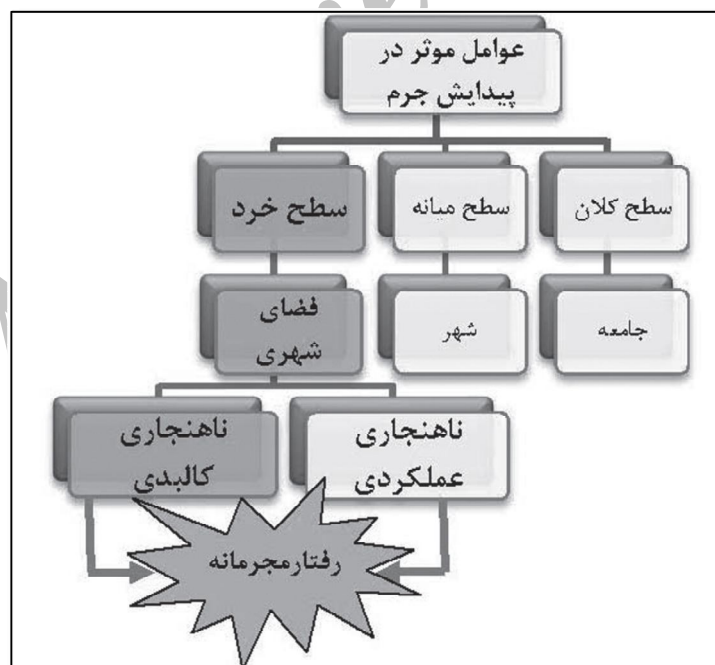 عوامل موثر در
پیدایش جرم
سطح کلان
سطح میانه
سطح خرد
جامعه
شهر
فضای
شهری
ناهنجاری
عملکردی
ناهنجاری
کالبدی
رفتارمجرمانه